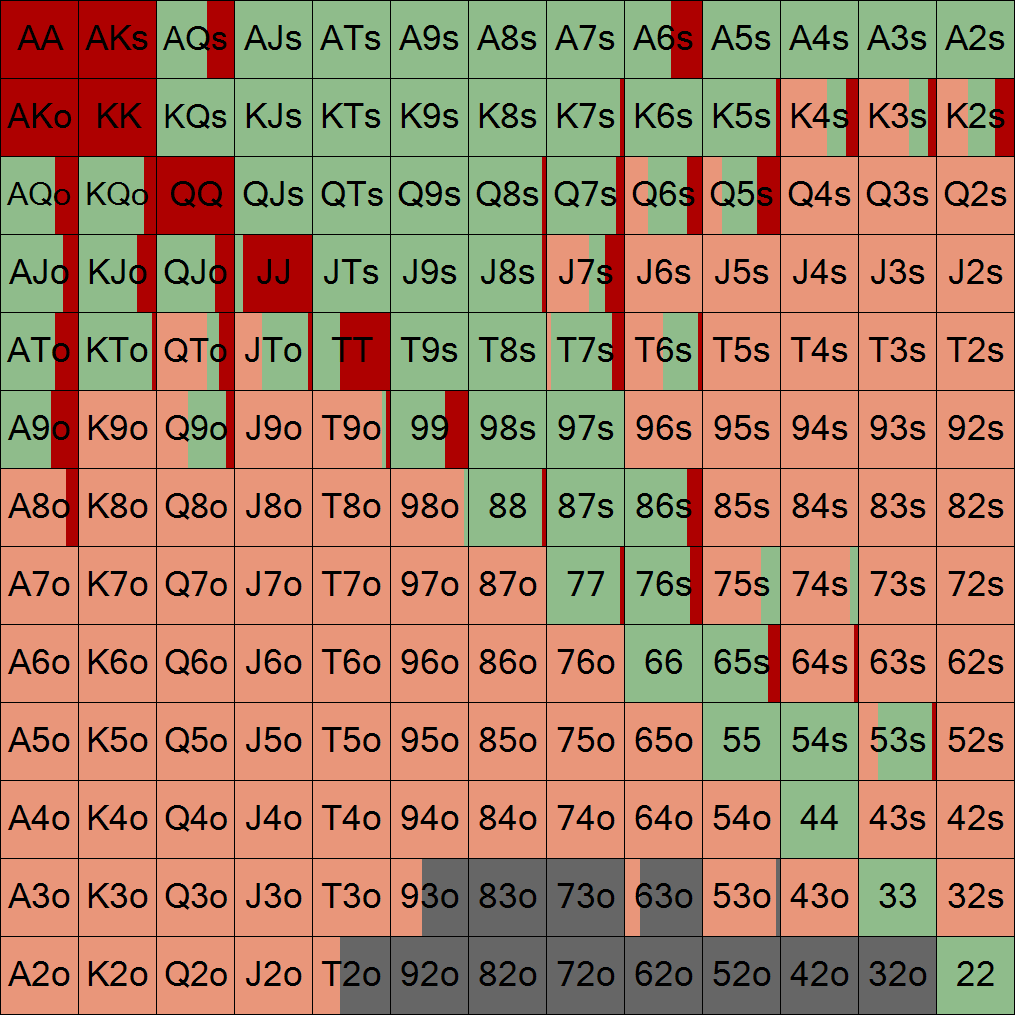 AA AKs AQs AJs ATs A9s A8s A7s A6s A5s A4s A3s A2s
AKo KK KQs KJs KTs K9s K8s K7s K6s K5s K4s K3s K2s
AQo KQo QQ QJs QTs Q9s Q8s Q7s Q6s Q5s Q4s Q3s Q2s
AJo KJo QJo JJ JTs J9s J8s J7s J6s J5s J4s J3s J2s
ATo KTo QTo JTo TT T9s T8s T7s T6s T5s T4s T3s T2s
A9o K9o Q9o J9o T9o 99 98s 97s 96s 95s 94s 93s 92s
A8o K8o Q8o J8o T8o 98o 88 87s 86s 85s 84s 83s 82s
A7o K7o Q7o J7o T7o 97o 87o 77 76s 75s 74s 73s 72s
A6o K6o Q6o J6o T6o 96o 86o 76o 66 65s 64s 63s 62s
A5o K5o Q5o J5o T5o 95o 85o 75o 65o 55 54s 53s 52s
A4o K4o Q4o J4o T4o 94o 84o 74o 64o 54o 44 43s 42s
A3o K3o Q3o J3o T3o 93o 83o 73o 63o 53o 43o 33 32s
A2o K2o Q2o J2o T2o 92o 82o 72o 62o 52o 42o 32o 22